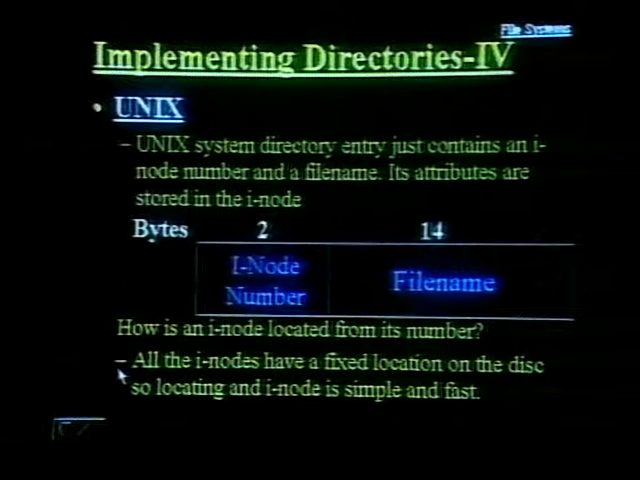 File Systems
Implementing Directories-IV
• UNIX
– UNIX system directory entry just contains an i-
node number and a filename. Its attributes are
stored in the i-node
Bytes 2 14
I-Node
Number
Filename
How is an i-node located from its number?
– All the i-nodes have a fixed location on the disc
so locating and i-node is simple and fast.